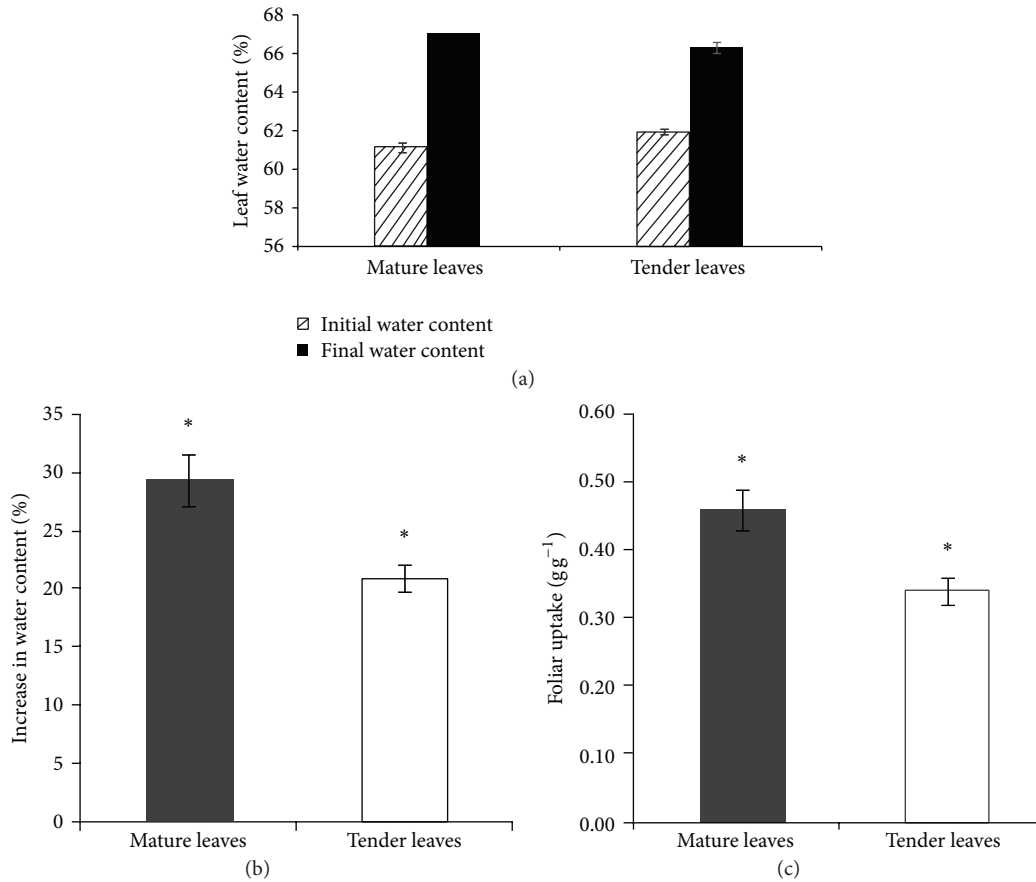 68
66
64
62
60
58
56
Leaf water content (%)
Mature leaves
Tender leaves
Initial water content
Final water content
(a)
35
30
25
20
15
10
5
0
Increase in water content (%)
*
*
Mature leaves
Tender leaves
(b)
0.60
0.50
0.40
0.30
0.20
0.10
0.00
Foliar uptake (g g⁻¹)
*
*
Mature leaves
Tender leaves
(c)